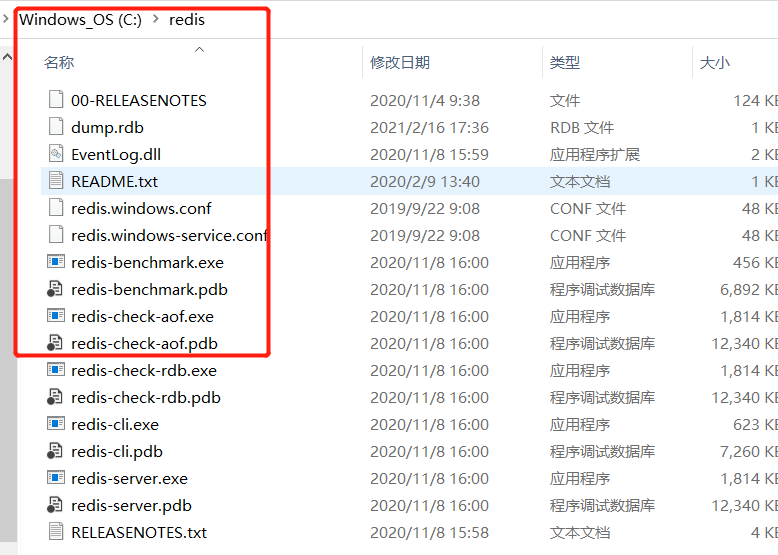 Windows_OS (C:) > redis
名称 修改日期 类型 大小
00-RELEASENOTES 2020/11/4 9:38 文件 124 KB
dump.rdb 2021/2/16 17:36 RDB 文件 1 KB
EventLog.dll 2020/11/8 15:59 应用程序扩展 2 KB
README.txt 2020/2/9 13:40 文本文档 1 KB
redis.windows.conf 2019/9/22 9:08 CONF 文件 48 KB
redis.windows-service.conf 2019/9/22 9:08 CONF 文件 48 KB
redis-benchmark.exe 2020/11/8 16:00 应用程序 456 KB
redis-benchmark.pdb 2020/11/8 16:00 程序调试数据库 6,892 KB
redis-check-aof.exe 2020/11/8 16:00 应用程序 1,814 KB
redis-check-aof.pdb 2020/11/8 16:00 程序调试数据库 12,340 KB
redis-check-rdb.exe 2020/11/8 16:00 应用程序 1,814 KB
redis-check-rdb.pdb 2020/11/8 16:00 程序调试数据库 12,340 KB
redis-cli.exe 2020/11/8 16:00 应用程序 623 KB
redis-cli.pdb 2020/11/8 16:00 程序调试数据库 7,260 KB
redis-server.exe 2020/11/8 16:00 应用程序 1,814 KB
redis-server.pdb 2020/11/8 16:00 程序调试数据库 12,340 KB
RELEASENOTES.txt 2020/11/8 15:58 文本文档 4 KB